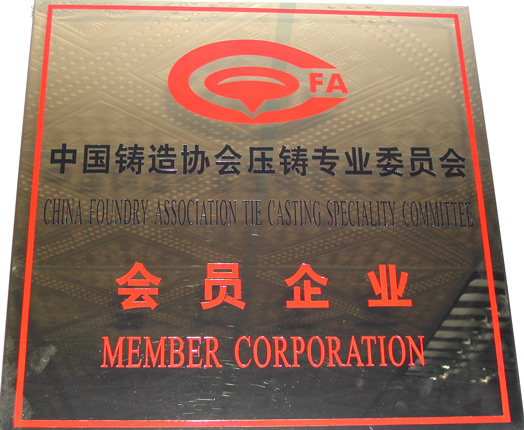 FA
中国铸造协会压铸专业委员会
CHINA FOUNDRY ASSOCIATION TIE CASTING SPECIALITY COMMITTEE
会员企业
MEMBER CORPORATION